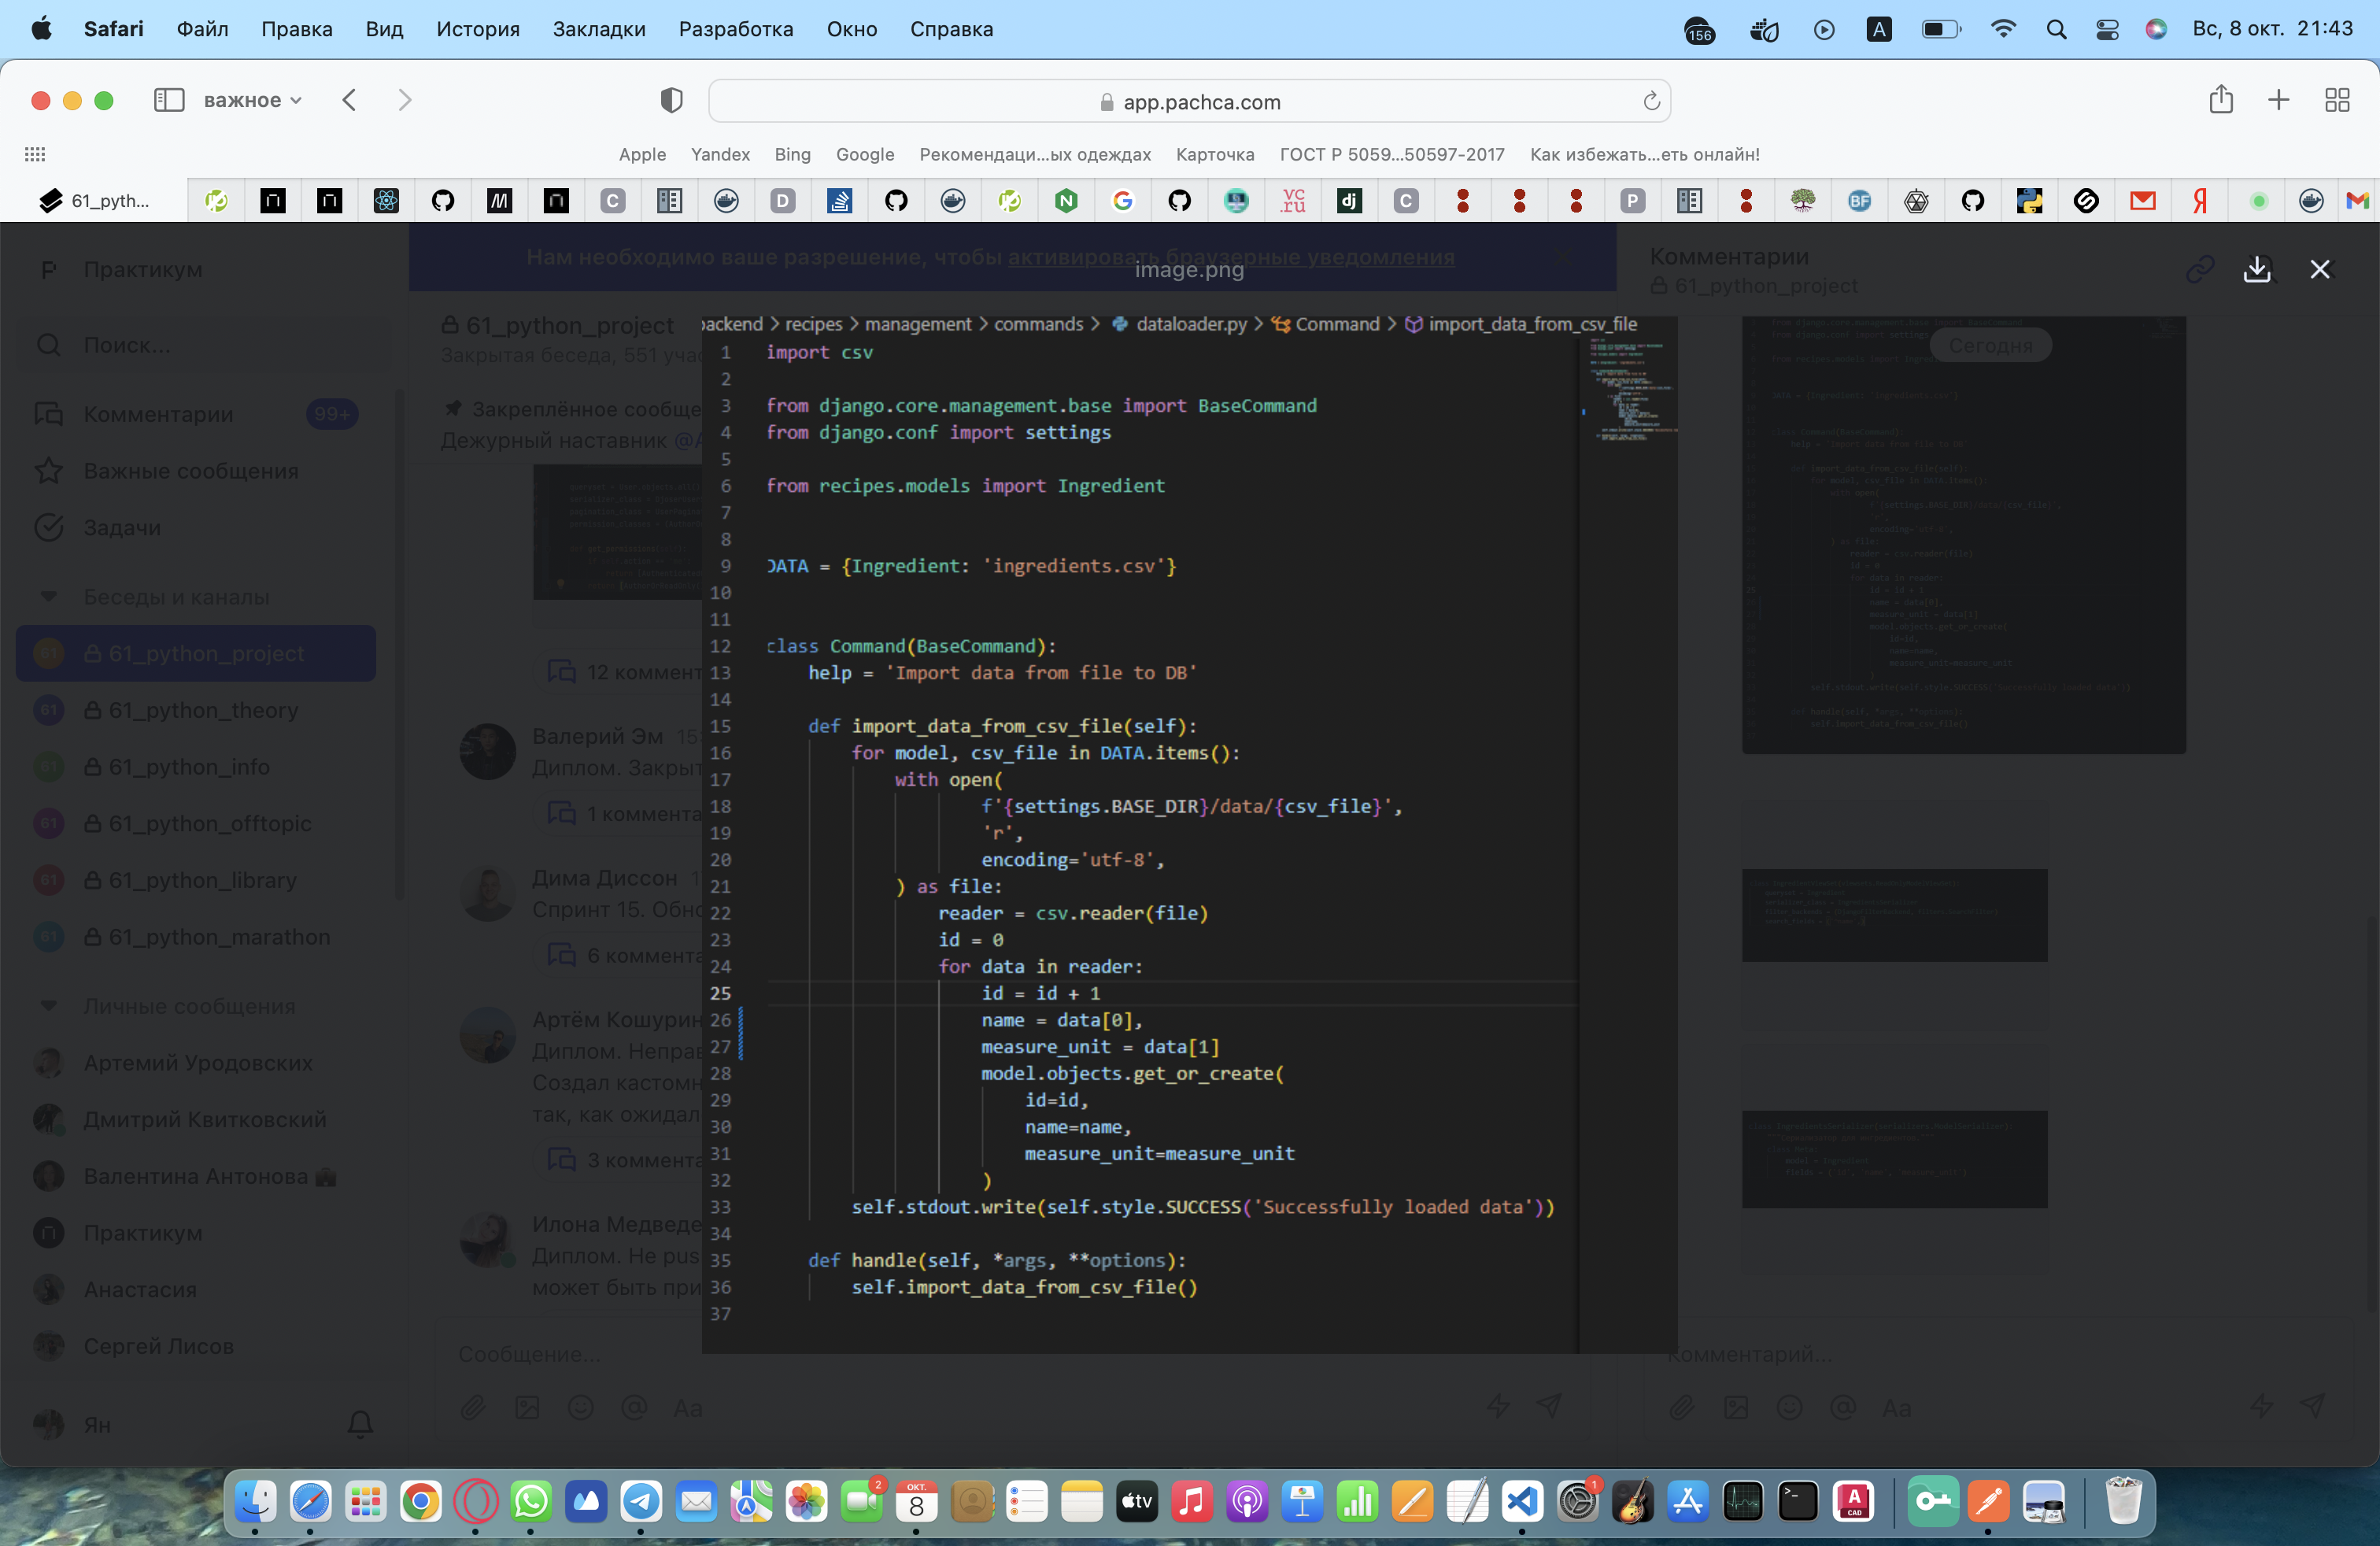 Safari Файл Правка Вид История Закладки Разработка Окно Справка
156 A Вс, 8 окт. 21:43
важное app.pachca.com
Apple Yandex Bing Google Рекомендаци...ых одеждах Карточка ГОСТ Р 5059...50597-2017 Как избежать...еть онлайн!
61_pyth...
Практикум
Поиск...
Комментарии 99+
Важные сообщения
Задачи
Беседы и каналы
61_python_project
61_python_theory
61_python_info
61_python_offtopic
61_python_library
61_python_marathon
Личные сообщения
Артемий Уродовских
Дмитрий Квитковский
Валентина Антонова
Практикум
Анастасия
Сергей Лисов
Ян
Нам необходимо ваше разрешение, чтобы активировать браузерные уведомления
image.png
61_python_project
Закрытая беседа, 551 учас
Закреплённое сообще
Дежурный наставник @A
12 коммент
Валерий Эм 15
Диплом. Закрыт
1 коммента
Дима Диссон 1
Спринт 15. Обно
6 коммента
Артём Кошурин
Диплом. Неправ
Создал кастомн
так, как ожидал
3 коммента
Илона Медведе
Диплом. Не pus
может быть при
Сообщение...
Aa
ackend > recipes > management > commands > dataloader.py > Command > import_data_from_csv_file
1 import csv
2
3 from django.core.management.base import BaseCommand
4 from django.conf import settings
5
6 from recipes.models import Ingredient
7
8
9 DATA = {Ingredient: 'ingredients.csv'}
10
11
12 class Command(BaseCommand):
13 help = 'Import data from file to DB'
14
15 def import_data_from_csv_file(self):
16 for model, csv_file in DATA.items():
17 with open(
18 f'{settings.BASE_DIR}/data/{csv_file}',
19 'r',
20 encoding='utf-8',
21 ) as file:
22 reader = csv.reader(file)
23 id = 0
24 for data in reader:
25 id = id + 1
26 name = data[0],
27 measure_unit = data[1]
28 model.objects.get_or_create(
29 id=id,
30 name=name,
31 measure_unit=measure_unit
32 )
33 self.stdout.write(self.style.SUCCESS('Successfully loaded data'))
34
35 def handle(self, *args, **options):
36 self.import_data_from_csv_file()
37
Комментарии
61_python_project
Сегодня
Комментарий...
Aa